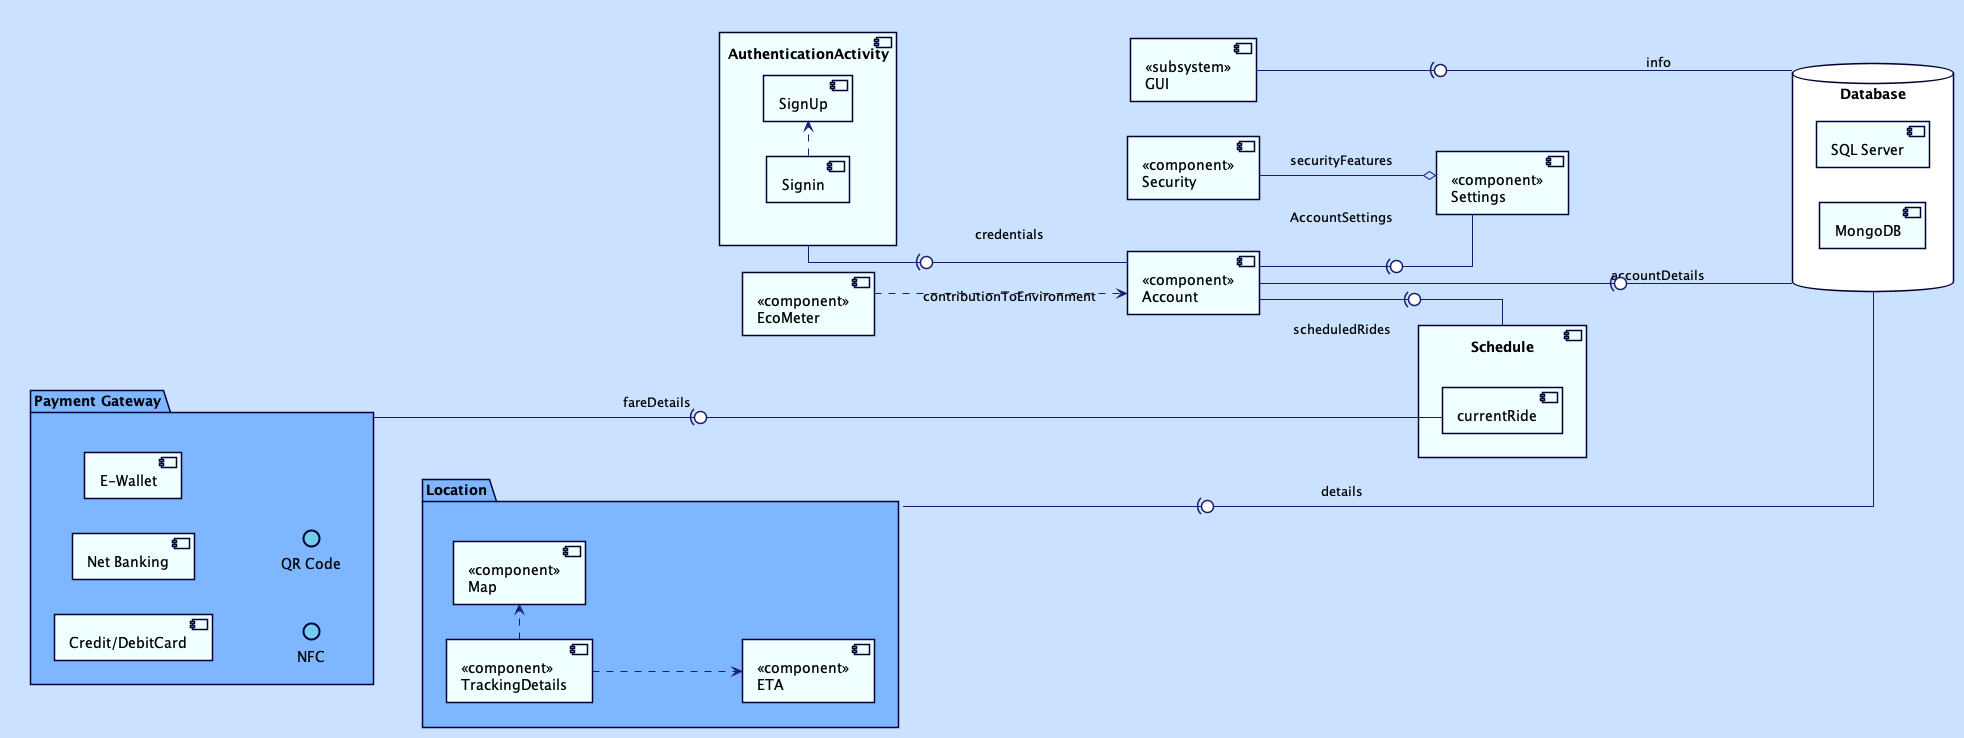 AuthenticationActivity
SignUp
Signin
«subsystem»
GUI
info
Database
SQL Server
MongoDB
«component»
Security
securityFeatures
«component»
Settings
AccountSettings
credentials
«component»
Account
accountDetails
«component»
EcoMeter
contributionToEnvironment
scheduledRides
Schedule
currentRide
Payment Gateway
fareDetails
E-Wallet
Net Banking
QR Code
Credit/DebitCard
NFC
Location
details
«component»
Map
«component»
TrackingDetails
«component»
ETA